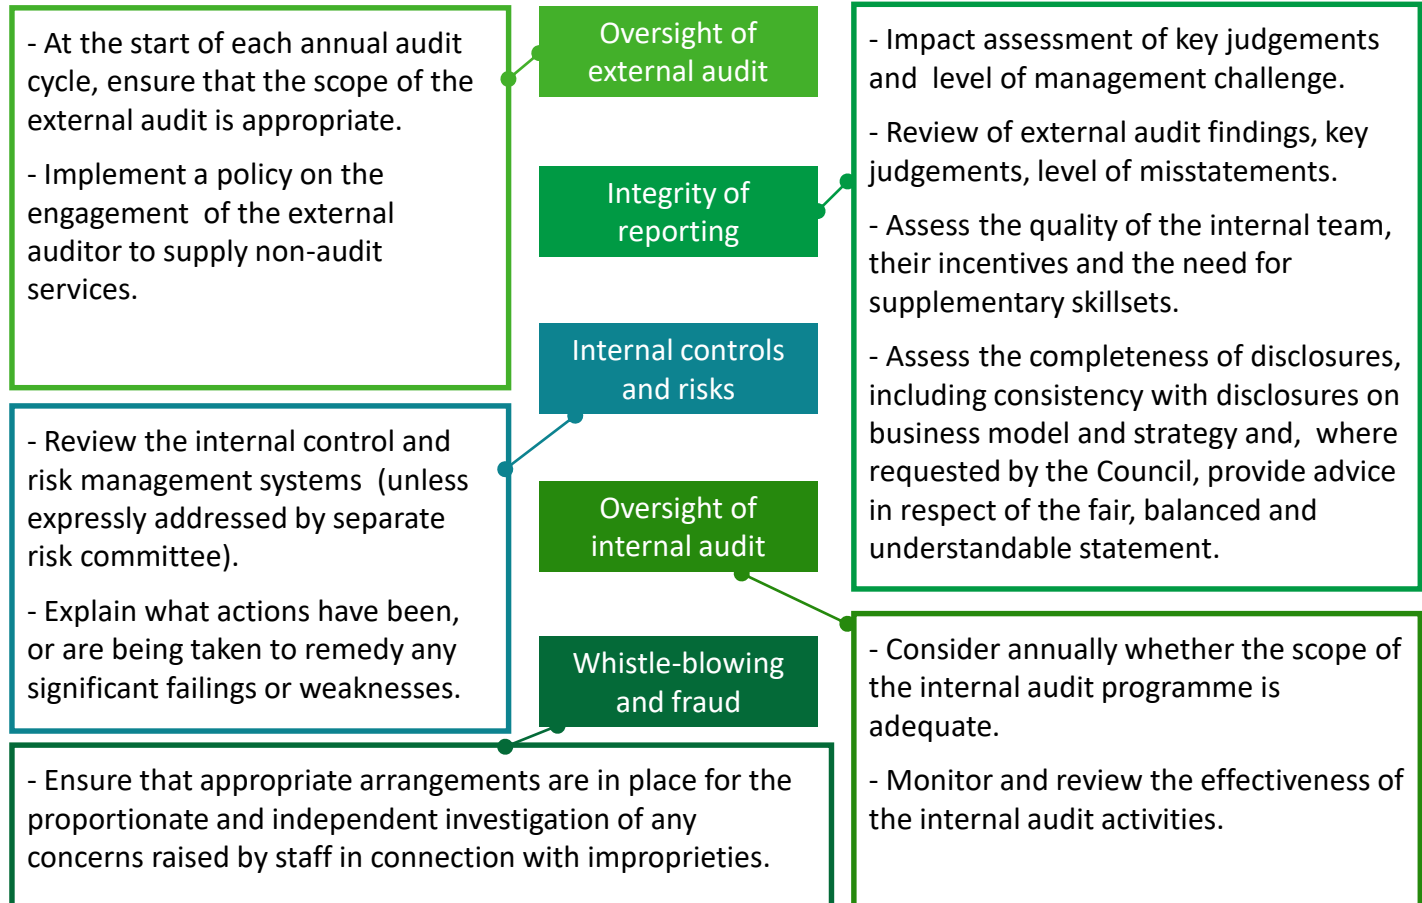 - At the start of each annual audit
cycle, ensure that the scope of the
external audit is appropriate.
- Implement a policy on the
engagement  of the external
auditor to supply non-audit
services.
Oversight of
external audit
Integrity of
reporting
- Impact assessment of key judgements
and  level of management challenge.
- Review of external audit findings, key
judgements, level of misstatements.
- Assess the quality of the internal team,
their incentives and the need for
supplementary skillsets.
- Assess the completeness of disclosures,
including consistency with disclosures on
business model and strategy and,  where
requested by the Council, provide advice
in respect of the fair, balanced and
understandable statement.
Internal controls
and risks
- Review the internal control and
risk management systems  (unless
expressly addressed by separate
risk committee).
- Explain what actions have been,
or are being taken to remedy any
significant failings or weaknesses.
Oversight of
internal audit
- Consider annually whether the scope of
the internal audit programme is
adequate.
- Monitor and review the effectiveness of
the internal audit activities.
Whistle-blowing
and fraud
- Ensure that appropriate arrangements are in place for the
proportionate and independent investigation of any
concerns raised by staff in connection with improprieties.